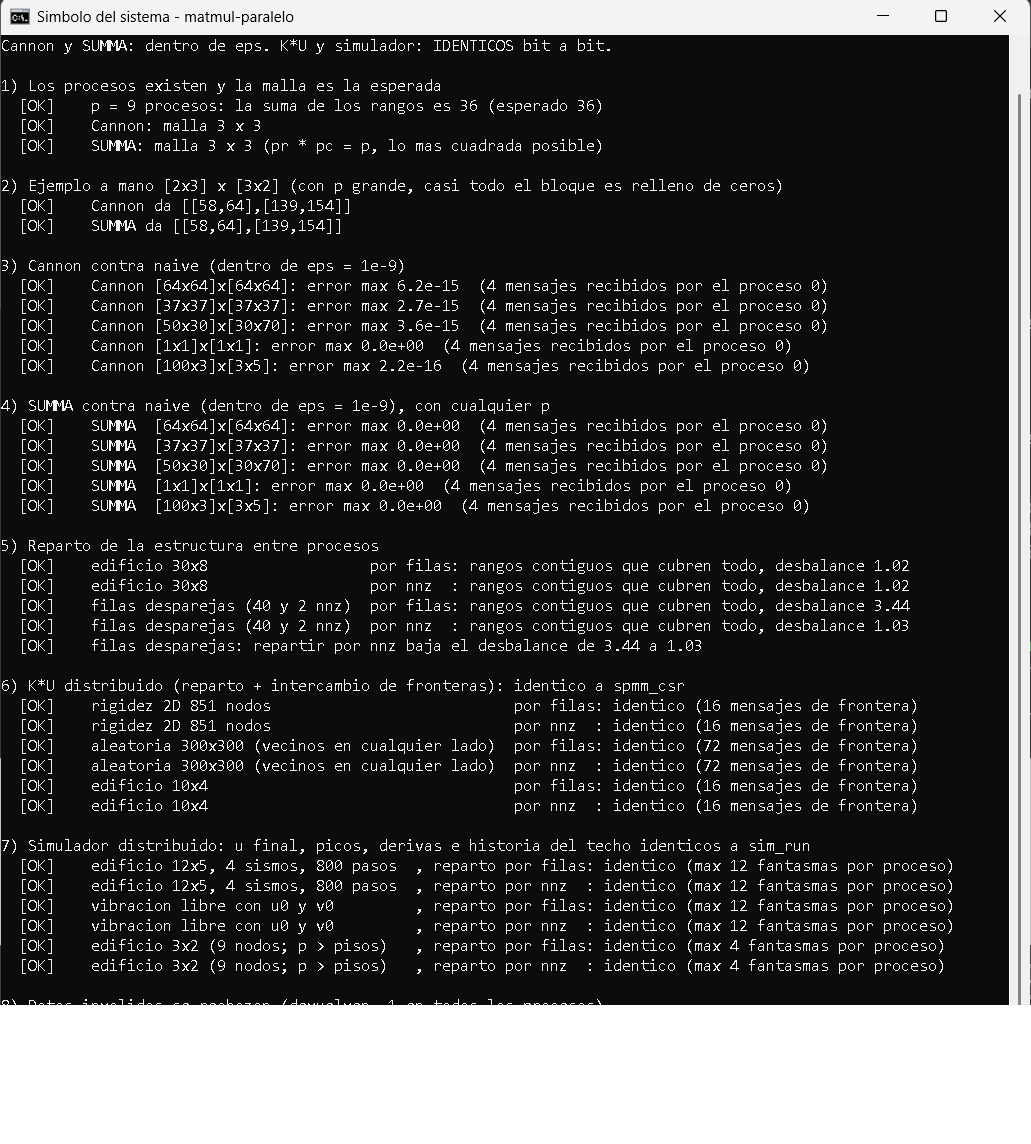 Simbolo del sistema - matmul-paralelo
Cannon y SUMMA: dentro de eps. K*U y simulador: IDENTICOS bit a bit.
1) Los procesos existen y la malla es la esperada
[OK] p = 9 procesos: la suma de los rangos es 36 (esperado 36)
[OK] Cannon: malla 3 x 3
[OK] SUMMA: malla 3 x 3 (pr * pc = p, lo mas cuadrada posible)
2) Ejemplo a mano [2x3] x [3x2] (con p grande, casi todo el bloque es relleno de ceros)
[OK] Cannon da [[58,64],[139,154]]
[OK] SUMMA da [[58,64],[139,154]]
3) Cannon contra naive (dentro de eps = 1e-9)
[OK] Cannon [64x64]x[64x64]: error max 6.2e-15 (4 mensajes recibidos por el proceso 0)
[OK] Cannon [37x37]x[37x37]: error max 2.7e-15 (4 mensajes recibidos por el proceso 0)
[OK] Cannon [50x30]x[30x70]: error max 3.6e-15 (4 mensajes recibidos por el proceso 0)
[OK] Cannon [1x1]x[1x1]: error max 0.0e+00 (4 mensajes recibidos por el proceso 0)
[OK] Cannon [100x3]x[3x5]: error max 2.2e-16 (4 mensajes recibidos por el proceso 0)
4) SUMMA contra naive (dentro de eps = 1e-9), con cualquier p
[OK] SUMMA [64x64]x[64x64]: error max 0.0e+00 (4 mensajes recibidos por el proceso 0)
[OK] SUMMA [37x37]x[37x37]: error max 0.0e+00 (4 mensajes recibidos por el proceso 0)
[OK] SUMMA [50x30]x[30x70]: error max 0.0e+00 (4 mensajes recibidos por el proceso 0)
[OK] SUMMA [1x1]x[1x1]: error max 0.0e+00 (4 mensajes recibidos por el proceso 0)
[OK] SUMMA [100x3]x[3x5]: error max 0.0e+00 (4 mensajes recibidos por el proceso 0)
5) Reparto de la estructura entre procesos
[OK] edificio 30x8 por filas: rangos contiguos que cubren todo, desbalance 1.02
[OK] edificio 30x8 por nnz : rangos contiguos que cubren todo, desbalance 1.02
[OK] filas desparejas (40 y 2 nnz) por filas: rangos contiguos que cubren todo, desbalance 3.44
[OK] filas desparejas (40 y 2 nnz) por nnz : rangos contiguos que cubren todo, desbalance 1.03
[OK] filas desparejas: repartir por nnz baja el desbalance de 3.44 a 1.03
6) K*U distribuido (reparto + intercambio de fronteras): identico a spmm_csr
[OK] rigidez 2D 851 nodos por filas: identico (16 mensajes de frontera)
[OK] rigidez 2D 851 nodos por nnz : identico (16 mensajes de frontera)
[OK] aleatoria 300x300 (vecinos en cualquier lado) por filas: identico (72 mensajes de frontera)
[OK] aleatoria 300x300 (vecinos en cualquier lado) por nnz : identico (72 mensajes de frontera)
[OK] edificio 10x4 por filas: identico (16 mensajes de frontera)
[OK] edificio 10x4 por nnz : identico (16 mensajes de frontera)
7) Simulador distribuido: u final, picos, derivas e historia del techo identicos a sim_run
[OK] edificio 12x5, 4 sismos, 800 pasos , reparto por filas: identico (max 12 fantasmas por proceso)
[OK] edificio 12x5, 4 sismos, 800 pasos , reparto por nnz : identico (max 12 fantasmas por proceso)
[OK] vibracion libre con u0 y v0 , reparto por filas: identico (max 12 fantasmas por proceso)
[OK] vibracion libre con u0 y v0 , reparto por nnz : identico (max 12 fantasmas por proceso)
[OK] edificio 3x2 (9 nodos; p > pisos) , reparto por filas: identico (max 4 fantasmas por proceso)
[OK] edificio 3x2 (9 nodos; p > pisos) , reparto por nnz : identico (max 4 fantasmas por proceso)